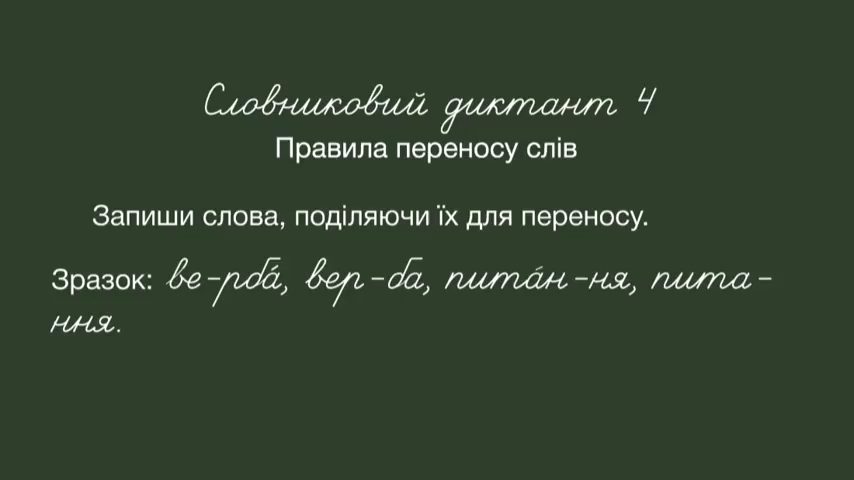 Словниковий диктант 4
Правила переносу слів
Запиши слова, поділяючи їх для переносу.
Зразок: ве-рба́, вер-ба, пита́н-ня, пита-
ння.